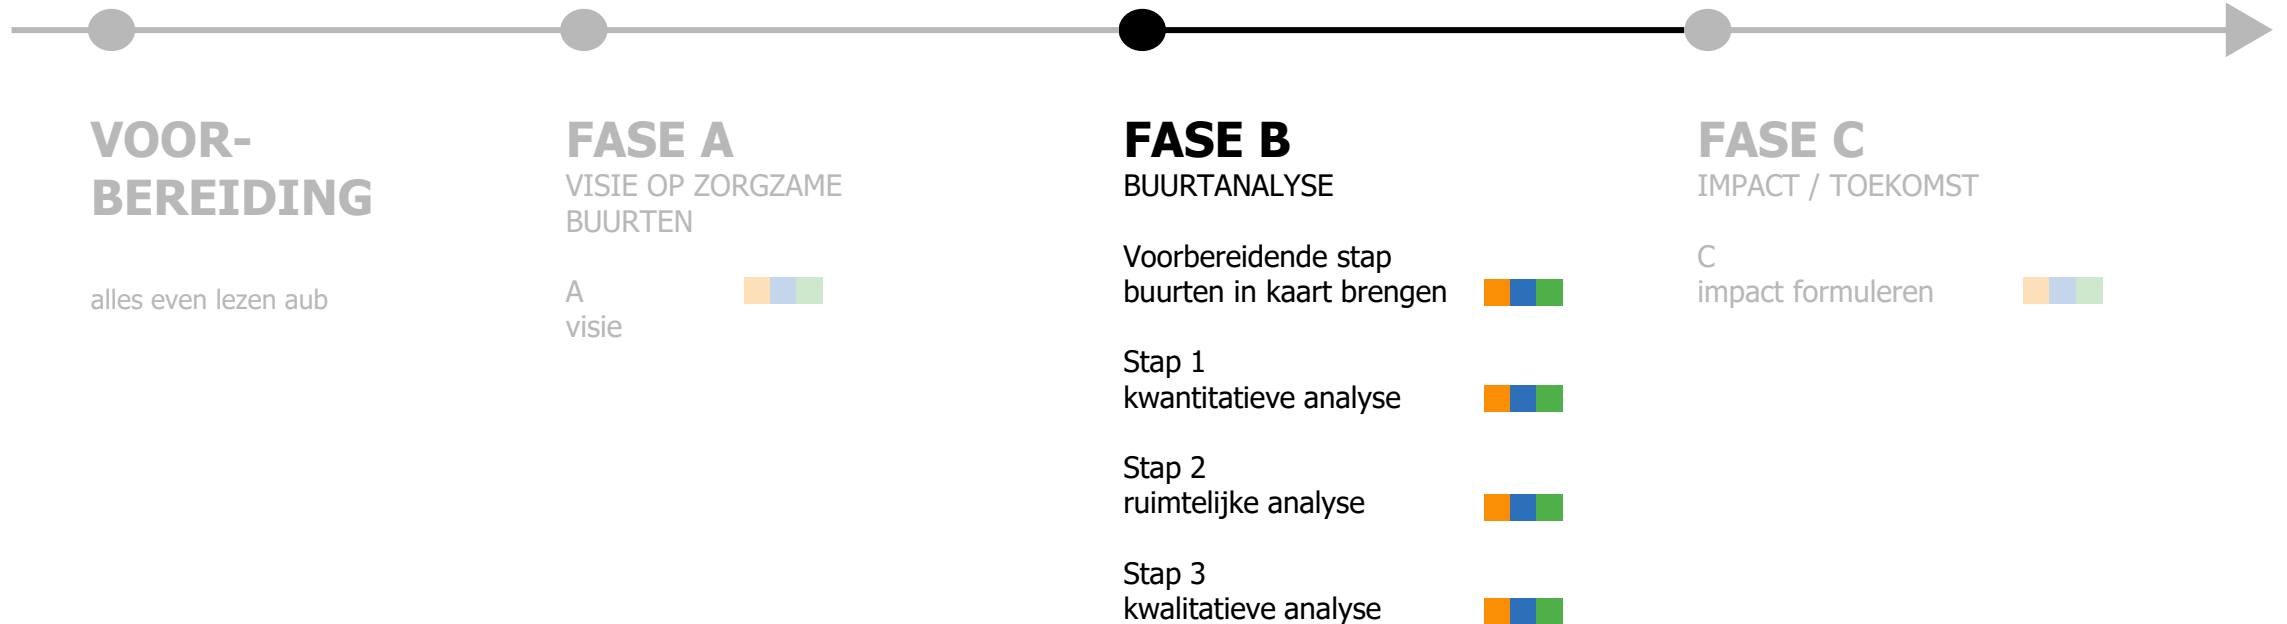 VOOR-
BEREIDING
alles even lezen aub
FASE A
VISIE OP ZORGZAME
BUURTEN
A
visie
FASE B
BUURTANALYSE
Voorbereidende stap
buurten in kaart brengen
Stap 1
kwantitatieve analyse
Stap 2
ruimtelijke analyse
Stap 3
kwalitatieve analyse
FASE C
IMPACT / TOEKOMST
C
impact formuleren